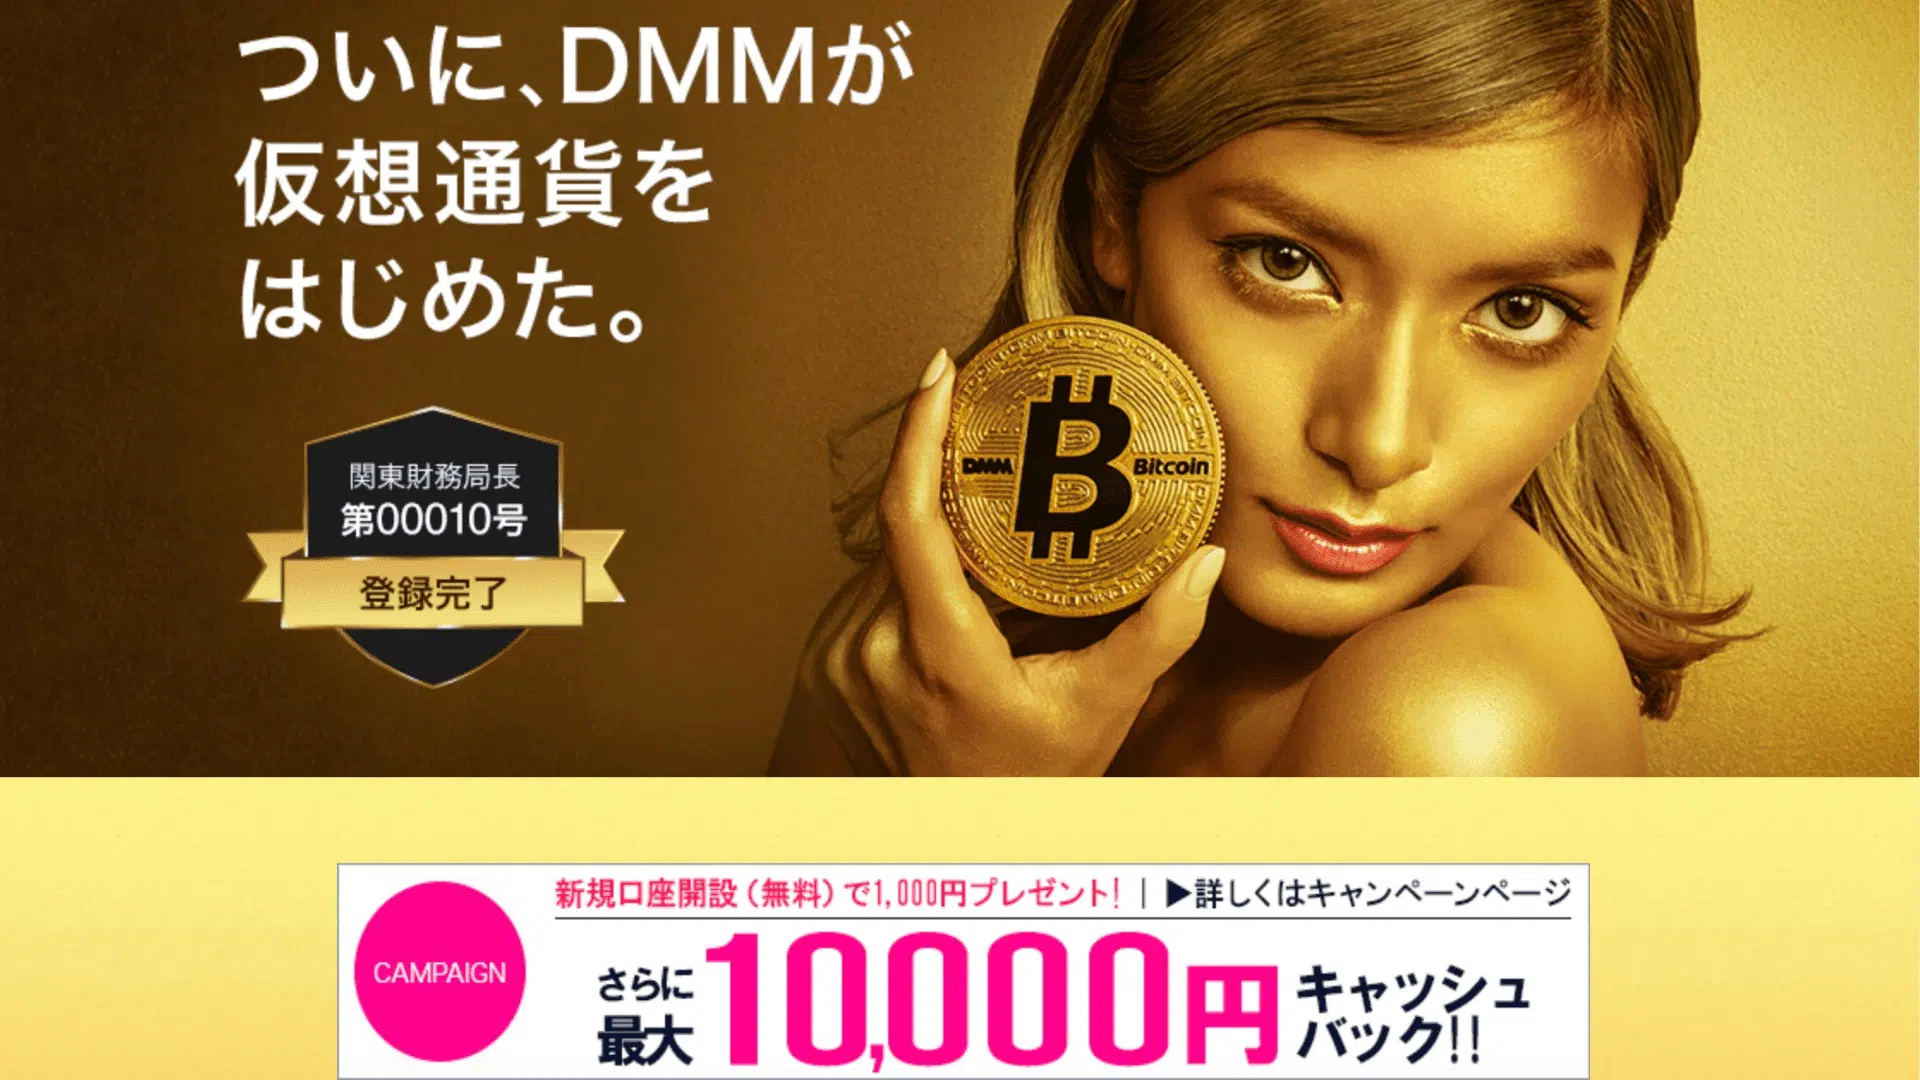 ついに、DMMが
仮想通貨を
はじめた。
関東財務局長
第00010号
登録完了
DMM Bitcoin
CAMPAIGN
新規口座開設（無料）で1,000円プレゼント! | ▶詳しくはキャンペーンページ
さらに
最大
10,000円
キャッシュ
バック!!